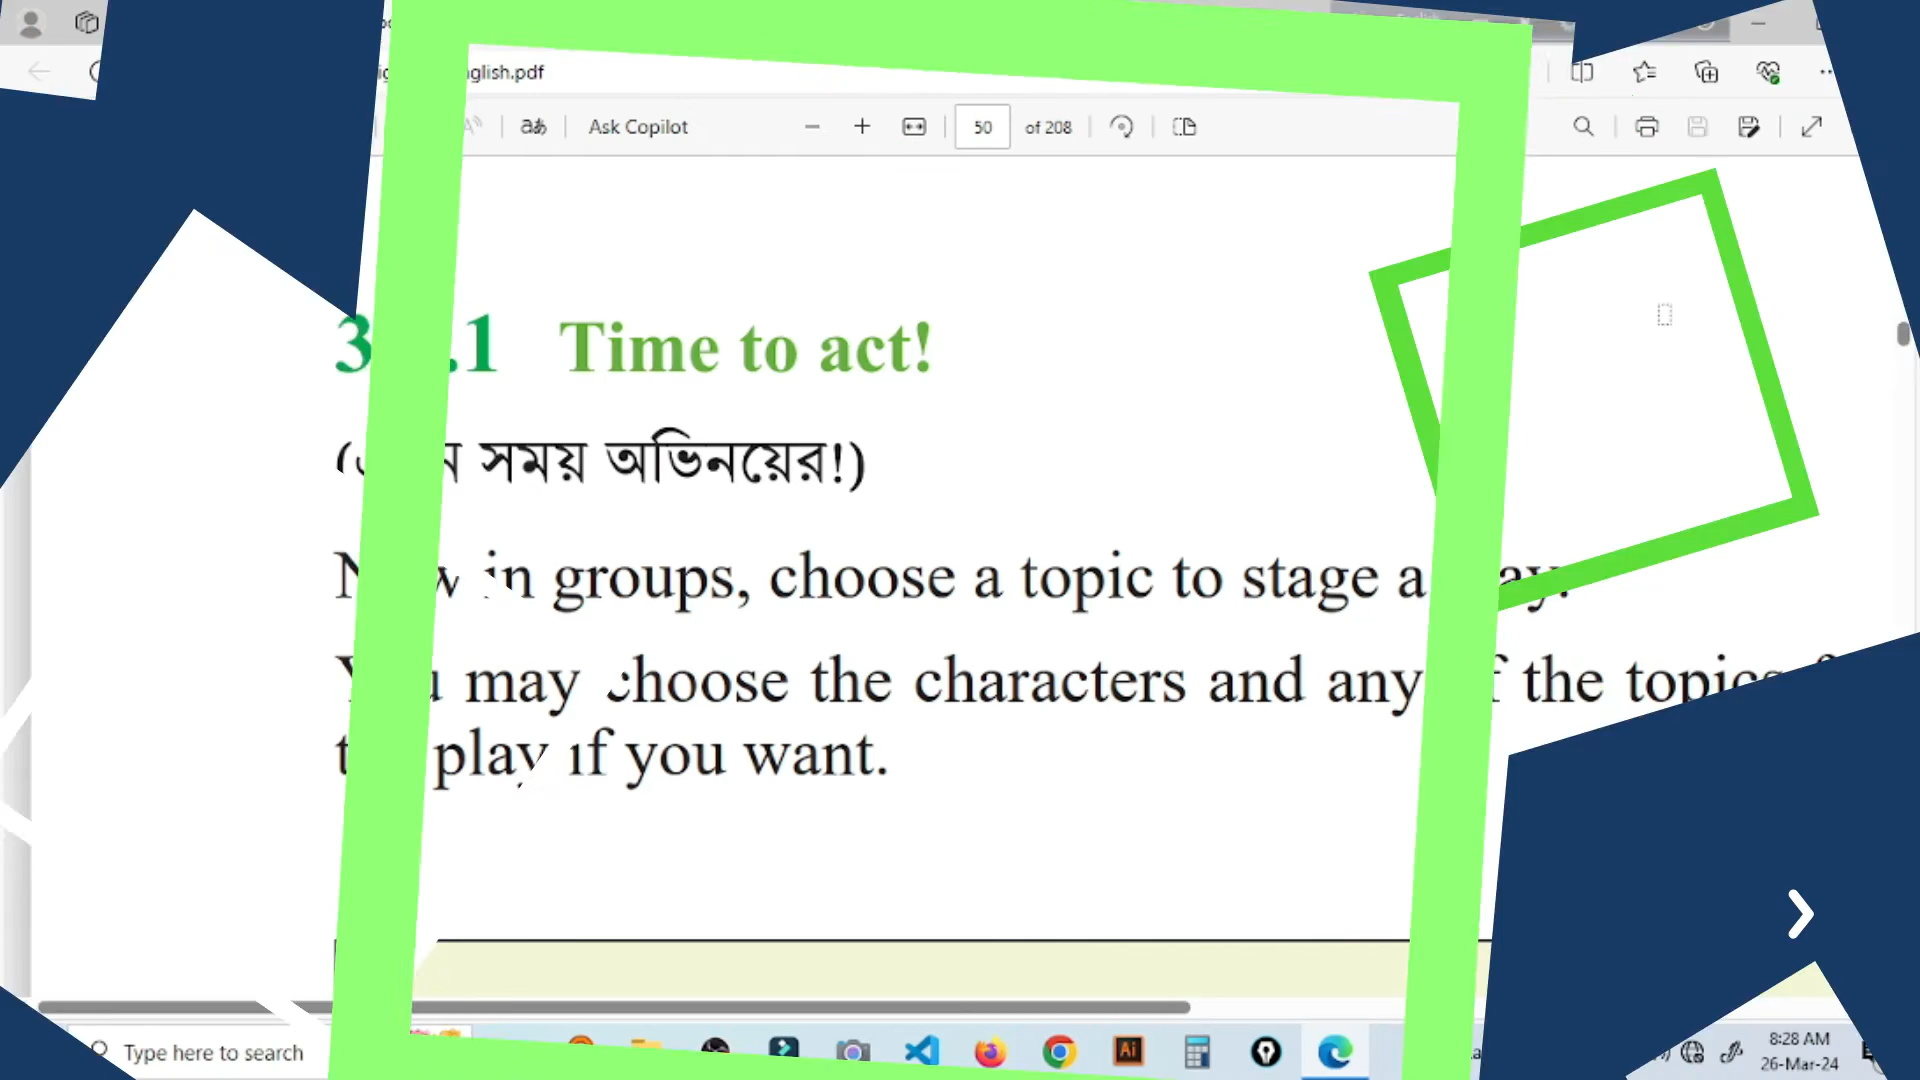 glish.pdf
Ask Copilot
50 of 208
.1 Time to act!
সময় অভিনয়ের!)
in groups, choose a topic to stage a
may choose the characters and any the topics
play if you want.
Type here to search
8:28 AM
26-Mar-24